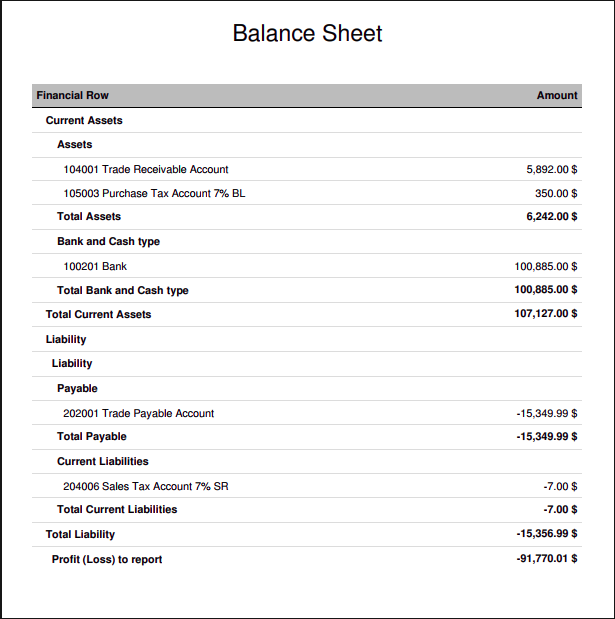 Balance Sheet
Financial Row Amount
Current Assets
Assets
104001 Trade Receivable Account 5,892.00 $
105003 Purchase Tax Account 7% BL 350.00 $
Total Assets 6,242.00 $
Bank and Cash type
100201 Bank 100,885.00 $
Total Bank and Cash type 100,885.00 $
Total Current Assets 107,127.00 $
Liability
Liability
Payable
202001 Trade Payable Account -15,349.99 $
Total Payable -15,349.99 $
Current Liabilities
204006 Sales Tax Account 7% SR -7.00 $
Total Current Liabilities -7.00 $
Total Liability -15,356.99 $
Profit (Loss) to report -91,770.01 $